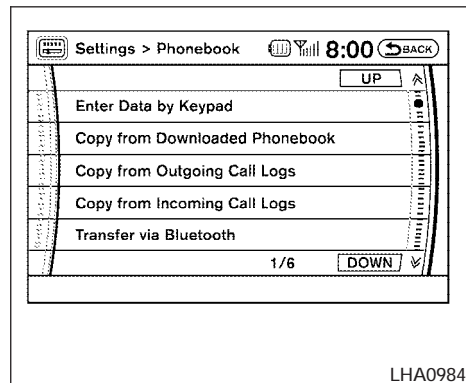 Settings > Phonebook 8:00 BACK
UP
Enter Data by Keypad
Copy from Downloaded Phonebook
Copy from Outgoing Call Logs
Copy from Incoming Call Logs
Transfer via Bluetooth
1/6 DOWN
LHA0984